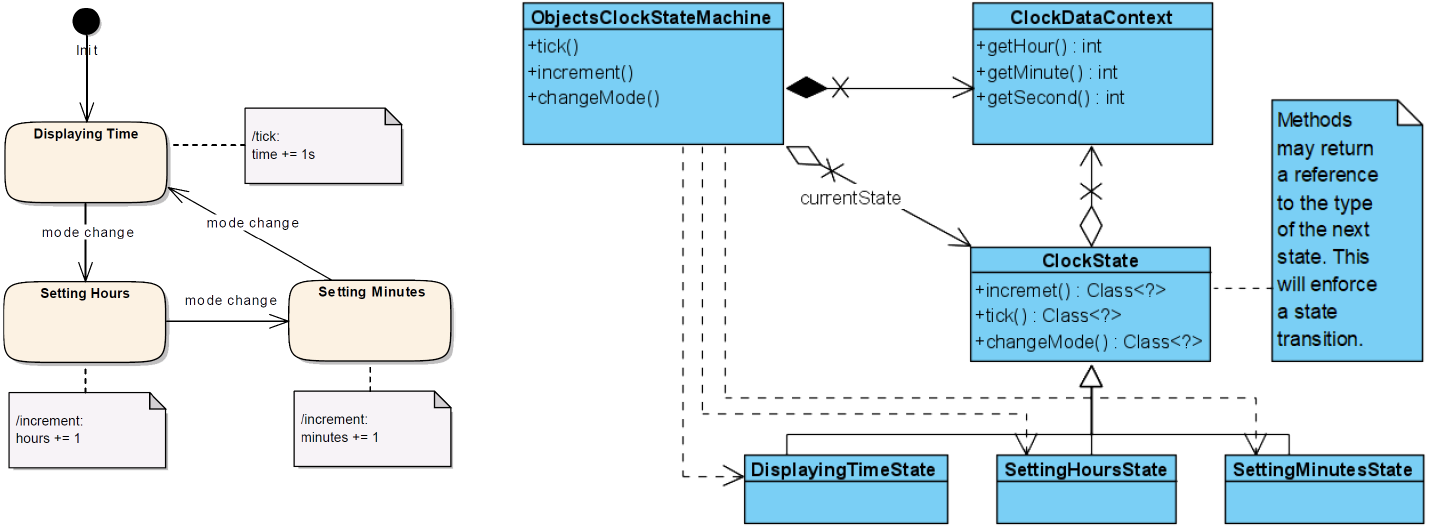 Init
Displaying Time
/tick:
time += 1s
mode change
mode change
Setting Hours
mode change
Setting Minutes
/increment:
hours += 1
/increment:
minutes += 1
ObjectsClockStateMachine
+tick()
+increment()
+changeMode()
ClockDataContext
+getHour() : int
+getMinute() : int
+getSecond() : int
currentState
ClockState
+incremet() : Class<?>
+tick() : Class<?>
+changeMode() : Class<?>
Methods
may return
a reference
to the type
of the next
state. This
will enforce
a state
transition.
DisplayingTimeState
SettingHoursState
SettingMinutesState